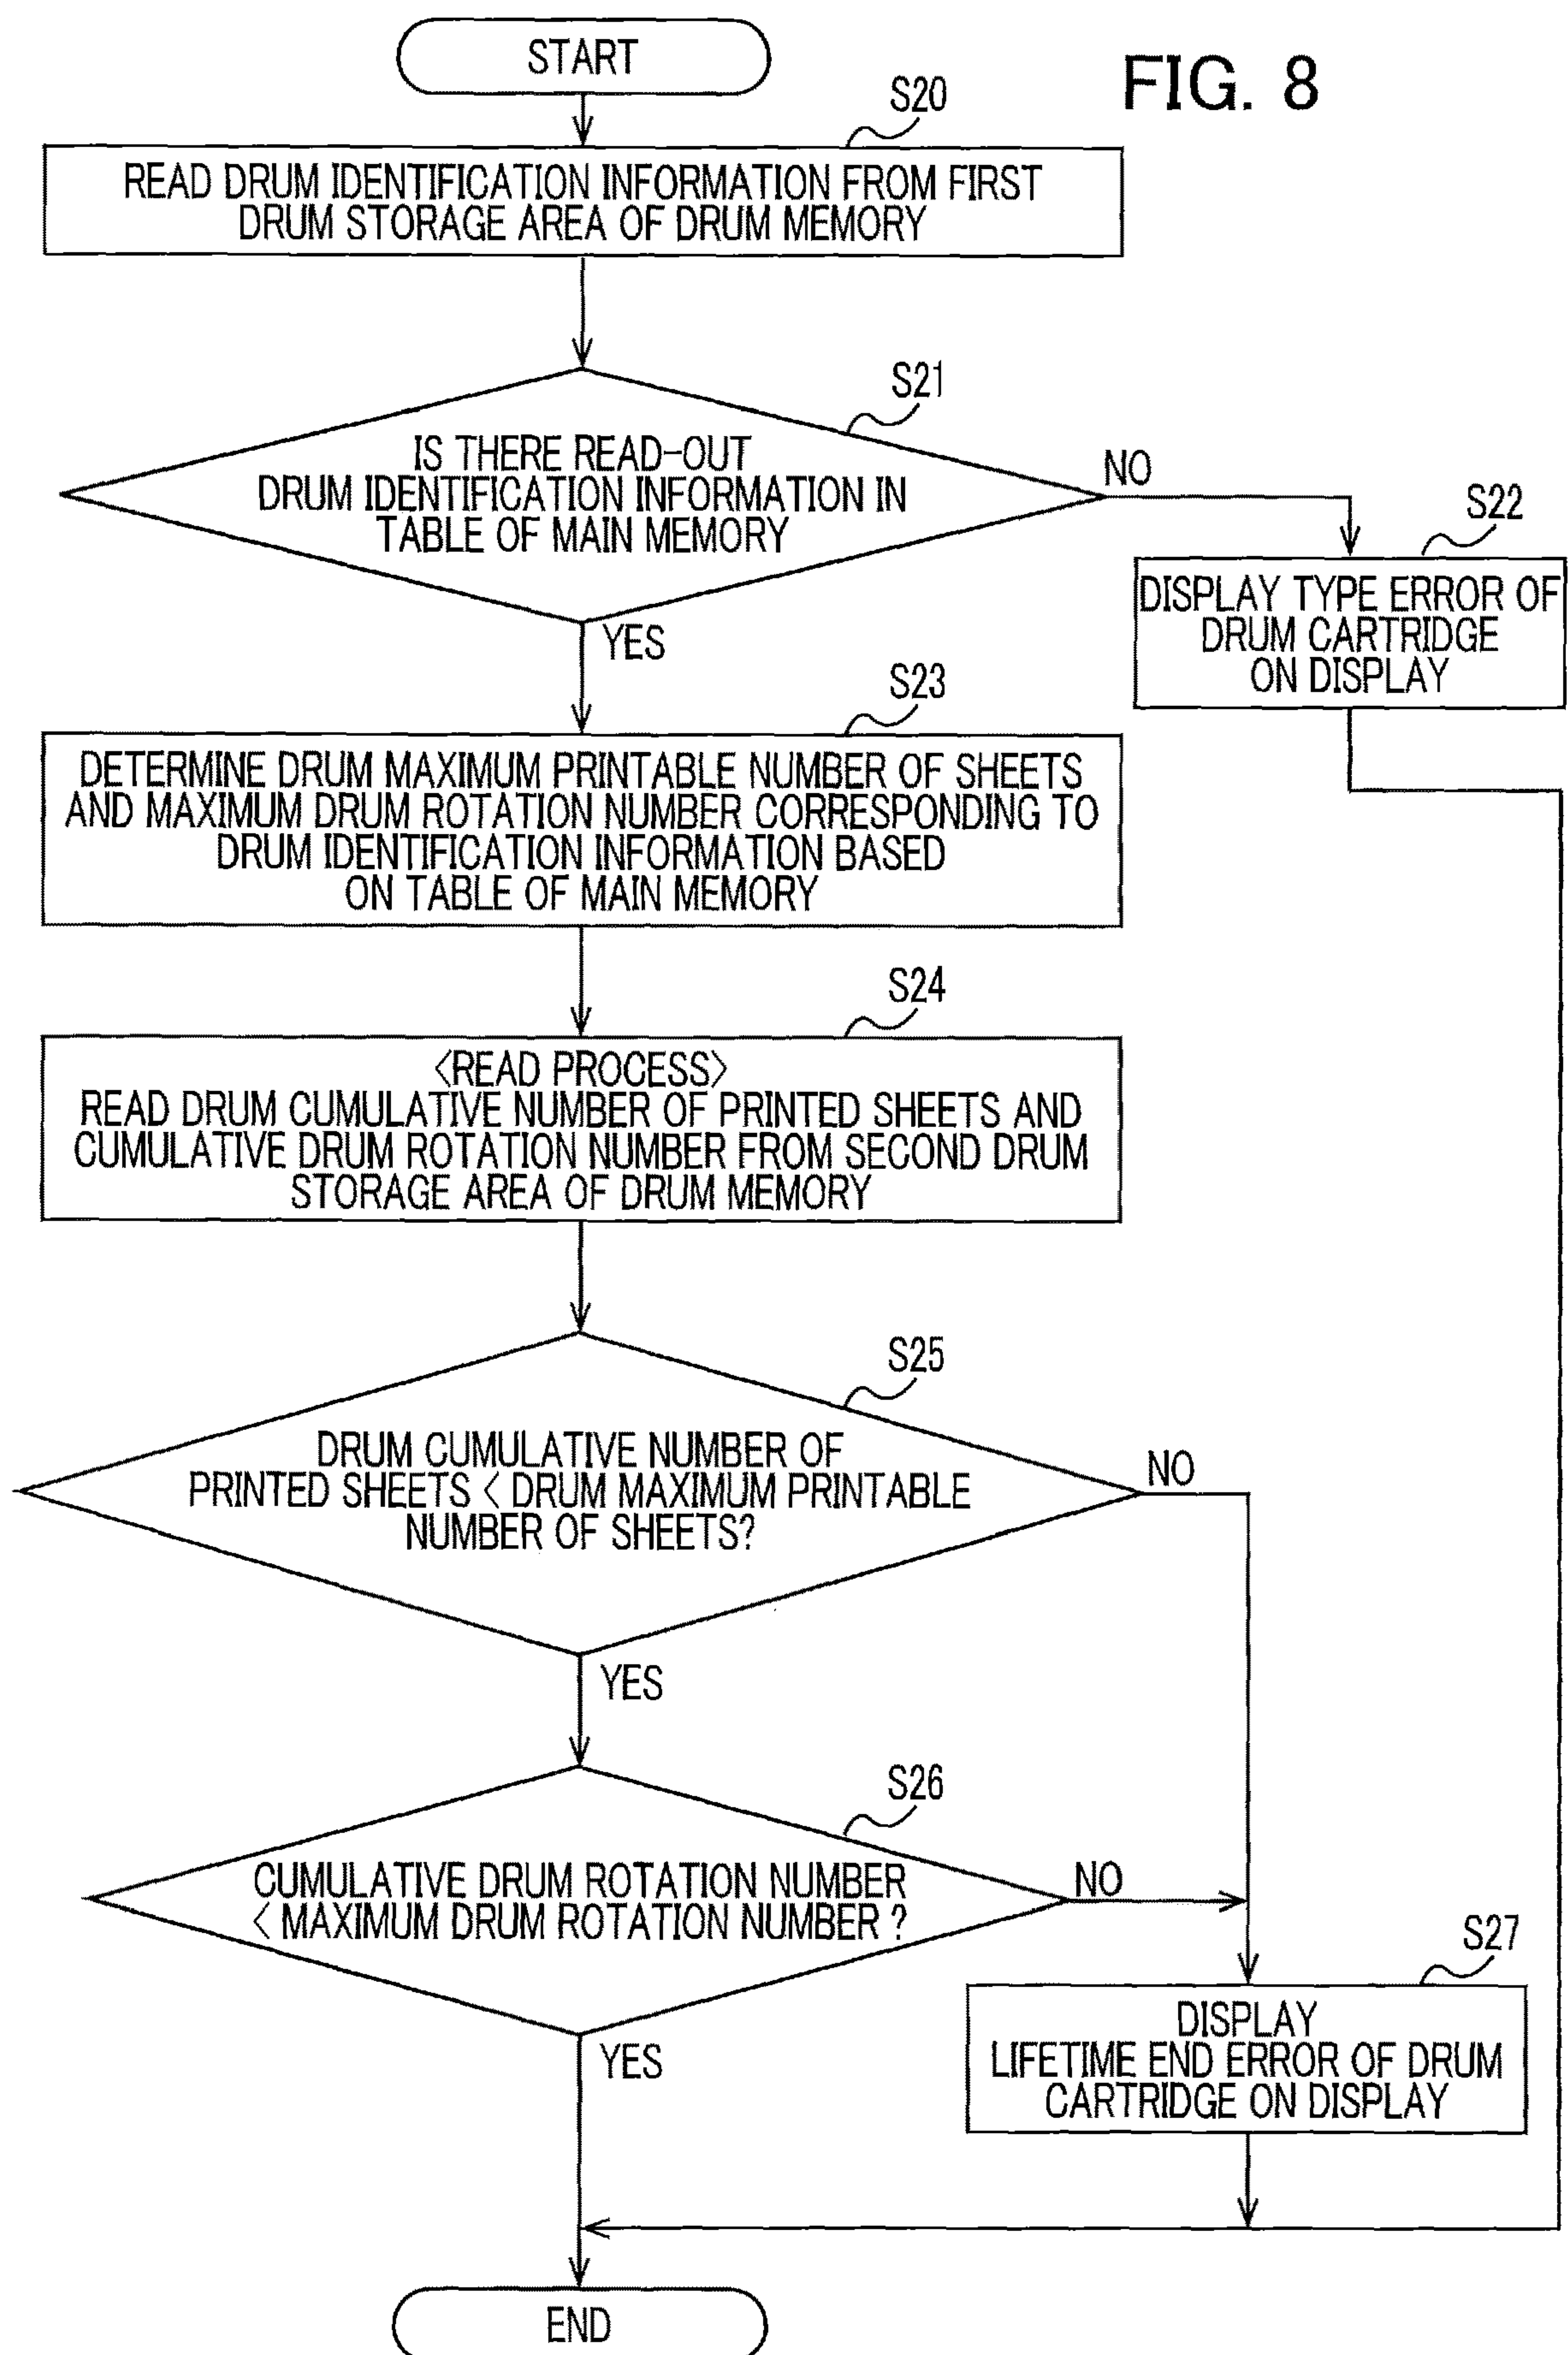 START
FIG. 8
S20
READ DRUM IDENTIFICATION INFORMATION FROM FIRST
DRUM STORAGE AREA OF DRUM MEMORY
S21
IS THERE READ-OUT
DRUM IDENTIFICATION INFORMATION IN
TABLE OF MAIN MEMORY
NO
S22
DISPLAY TYPE ERROR OF
DRUM CARTRIDGE
ON DISPLAY
YES
S23
DETERMINE DRUM MAXIMUM PRINTABLE NUMBER OF SHEETS
AND MAXIMUM DRUM ROTATION NUMBER CORRESPONDING TO
DRUM IDENTIFICATION INFORMATION BASED
ON TABLE OF MAIN MEMORY
S24
<READ PROCESS>
READ DRUM CUMULATIVE NUMBER OF PRINTED SHEETS AND
CUMULATIVE DRUM ROTATION NUMBER FROM SECOND DRUM
STORAGE AREA OF DRUM MEMORY
S25
DRUM CUMULATIVE NUMBER OF
PRINTED SHEETS < DRUM MAXIMUM PRINTABLE
NUMBER OF SHEETS?
NO
YES
S26
CUMULATIVE DRUM ROTATION NUMBER
< MAXIMUM DRUM ROTATION NUMBER ?
NO
YES
S27
DISPLAY
LIFETIME END ERROR OF DRUM
CARTRIDGE ON DISPLAY
END